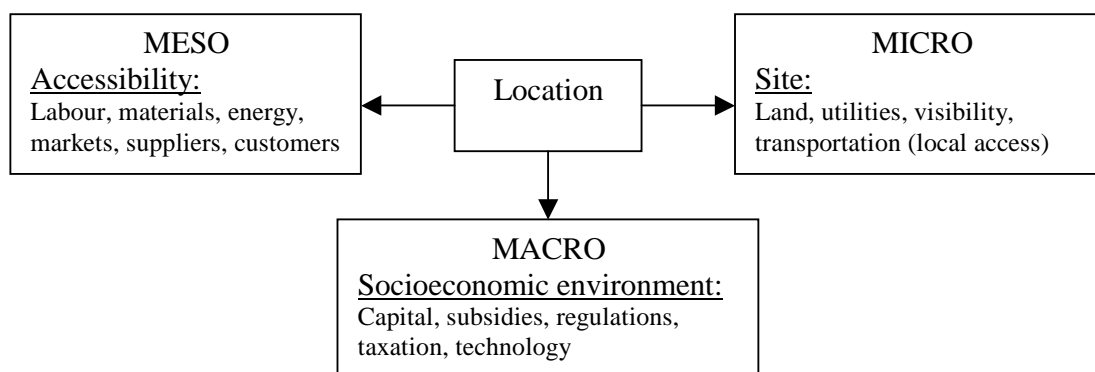 MESO
Accessibility:
Labour, materials, energy,
markets, suppliers, customers
Location
MICRO
Site:
Land, utilities, visibility,
transportation (local access)
MACRO
Socioeconomic environment:
Capital, subsidies, regulations,
taxation, technology